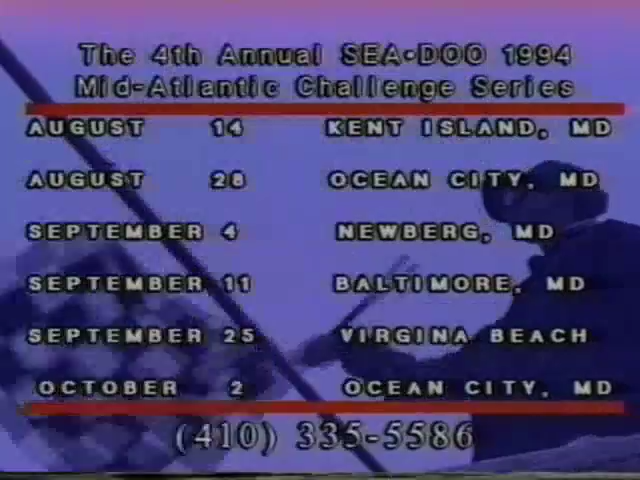 The 4th Annual SEA•DOO 1994
Mid-Atlantic Challenge Series
AUGUST 14 KENT ISLAND, MD
AUGUST 28 OCEAN CITY, MD
SEPTEMBER 4 NEWBERG, MD
SEPTEMBER 11 BALTIMORE, MD
SEPTEMBER 25 VIRGINA BEACH
OCTOBER 2 OCEAN CITY, MD
(410) 335-5586